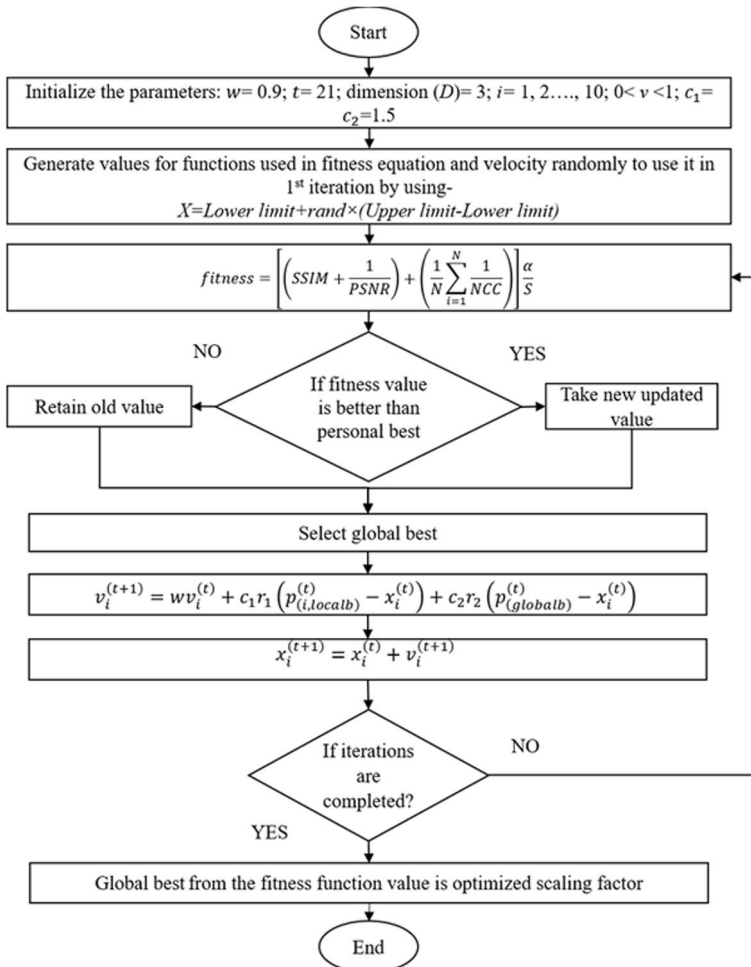 Start
Initialize the parameters: w= 0.9; t= 21; dimension (D)= 3; i= 1, 2…., 10; 0< v <1; c₁=
c₂=1.5
Generate values for functions used in fitness equation and velocity randomly to use it in
1ˢᵗ iteration by using-
X=Lower limit+rand×(Upper limit-Lower limit)
fitness = [(SSIM + 1/PSNR) + (1/N ∑_{i=1}^{N} 1/NCC)] α/S
NO
YES
If fitness value
is better than
personal best
Retain old value
Take new updated
value
Select global best
v_i^{(t+1)} = wv_i^{(t)} + c₁r₁ (p_{(i,localb)}^{(t)} − x_i^{(t)}) + c₂r₂ (p_{(globalb)}^{(t)} − x_i^{(t)})
x_i^{(t+1)} = x_i^{(t)} + v_i^{(t+1)}
If iterations
are
completed?
NO
YES
Global best from the fitness function value is optimized scaling factor
End